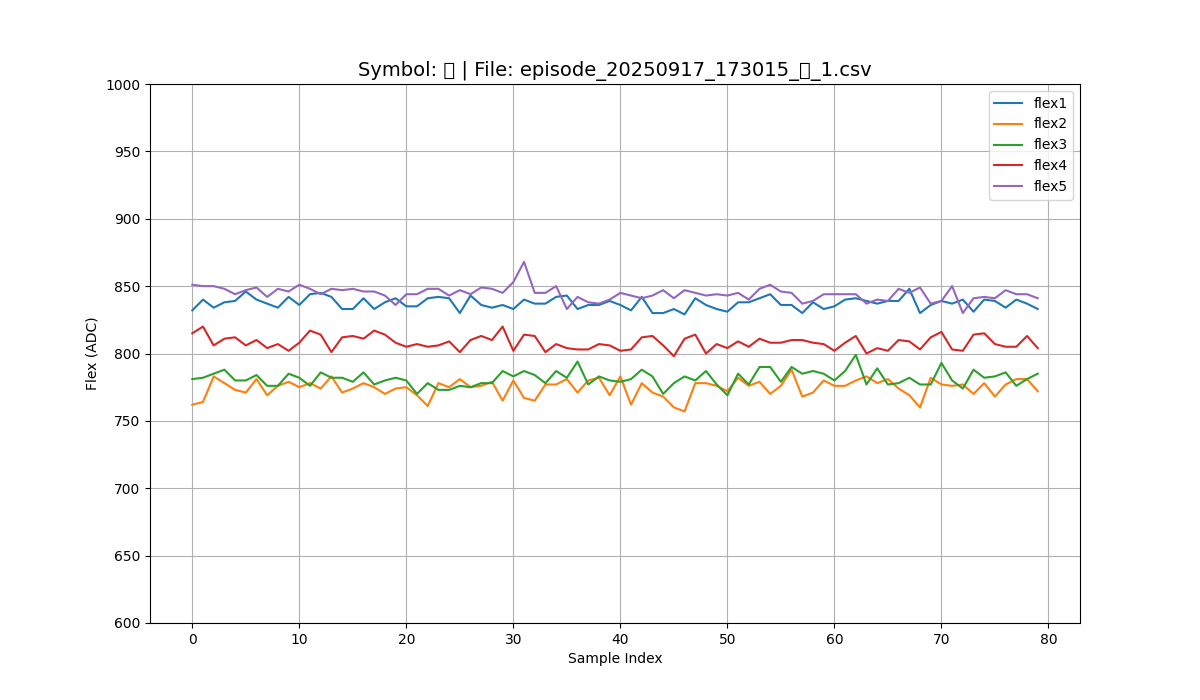 Symbol: | File: episode_20250917_173015_ _1.csv
1000
950
900
850
800
750
700
650
600
Flex (ADC)
flex1
flex2
flex3
flex4
flex5
0 10 20 30 40 50 60 70 80
Sample Index